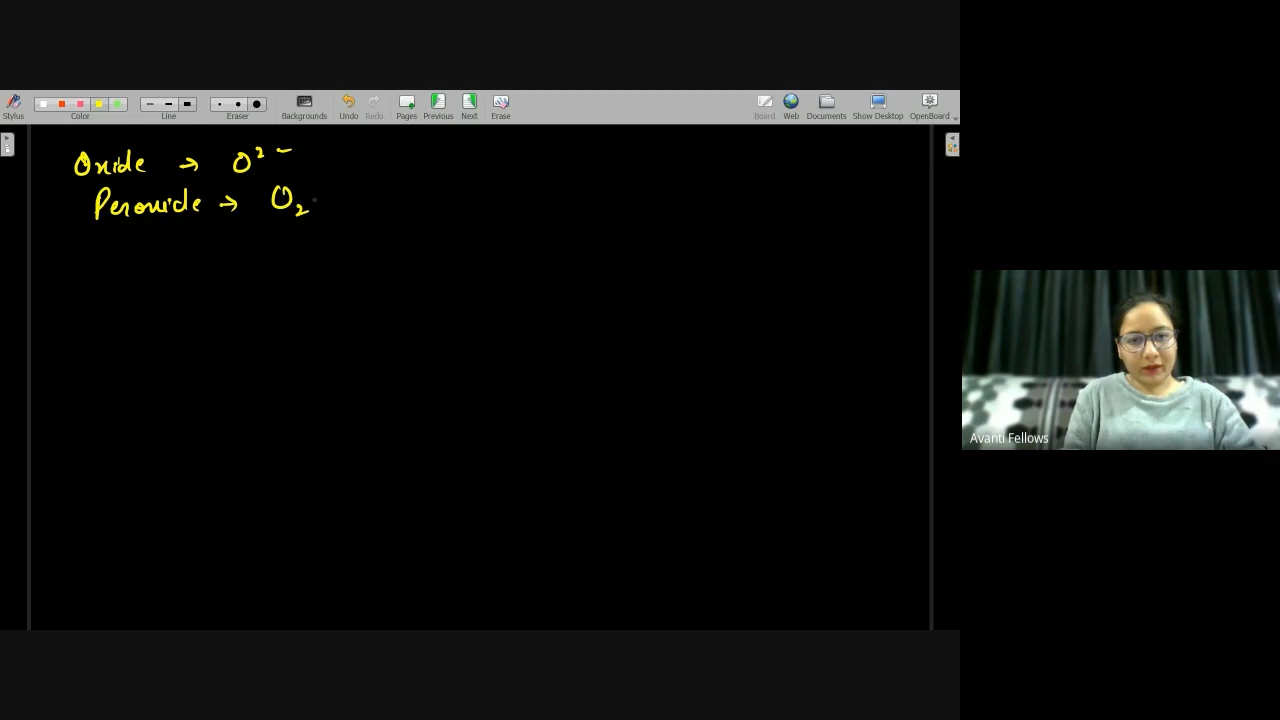 Stylus Color Line Eraser Backgrounds Undo Redo Pages Previous Next Erase Board Web Documents Show Desktop OpenBoard
Oxide → O²⁻
Peroxide → O₂
Avanti Fellows